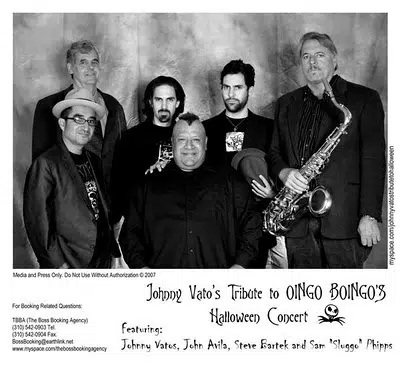 myspace.com/johnnyvatostributetohalloween
Media and Press Only. Do Not Use Without Authorization © 2007
Johnny Vato's Tribute to OINGO BOINGO'S
Halloween Concert
For Booking Related Questions:
TBBA (The Boss Booking Agency)
(310) 542-0903 Tel.
(310) 542-0904 Fax.
BossBooking@earthlink.net
www.myspace.com/thebossbookingagency
Featuring:
Johnny Vatos, John Avila, Steve Bartek and Sam "Sluggo" Phipps